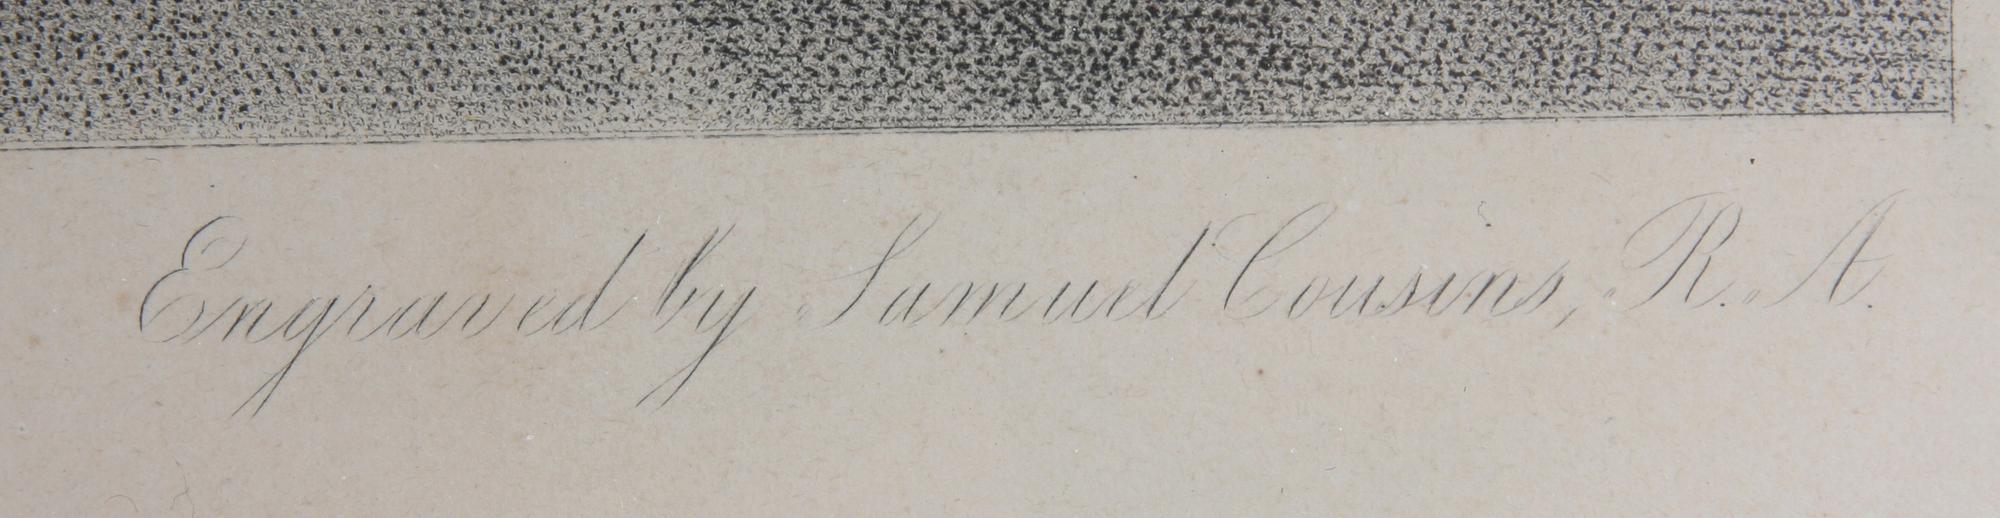 Engraved by Samuel Cousins, R.A.